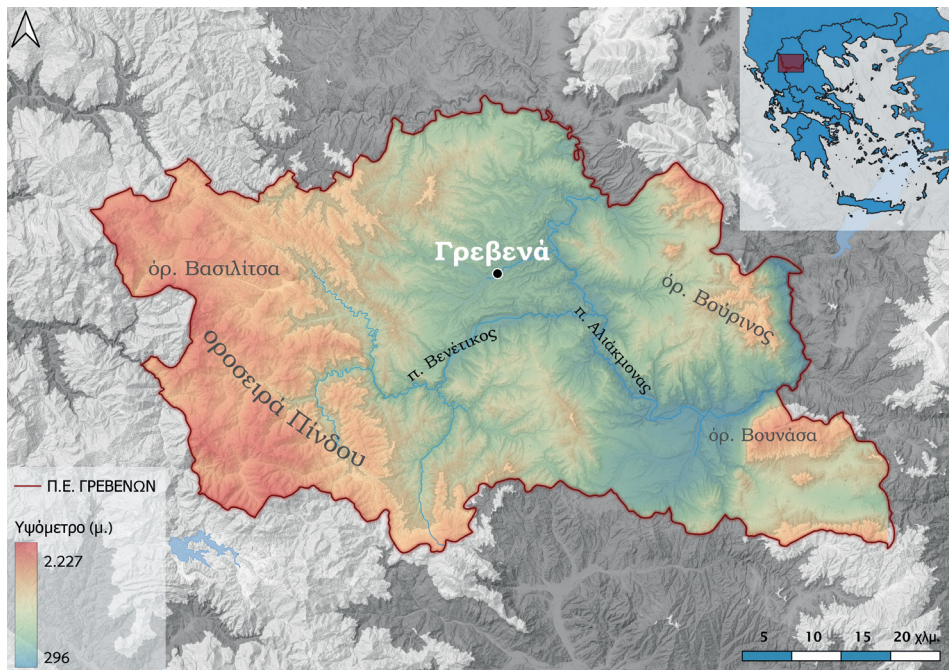 Γρεβενά
όρ. Βασιλίτσα
όρ. Βούρινος
π. Αλιάκμονας
π. Βενέτικος
οροσειρά Πίνδου
όρ. Βουνάσα
Π.Ε. ΓΡΕΒΕΝΩΝ
Υψόμετρο (μ.)
2.227
296
5 10 15 20 χλμ.